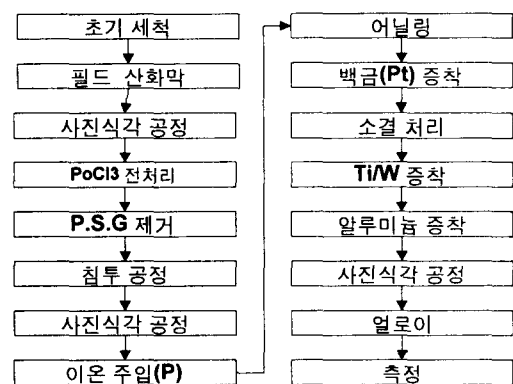 초기 세척
필드 산화막
사진식각 공정
PoCl3 전처리
P.S.G 제거
침투 공정
사진식각 공정
이온 주입(P)
어닐링
백금(Pt) 증착
소결 처리
Ti/W 증착
알루미늄 증착
사진식각 공정
얼로이
측정